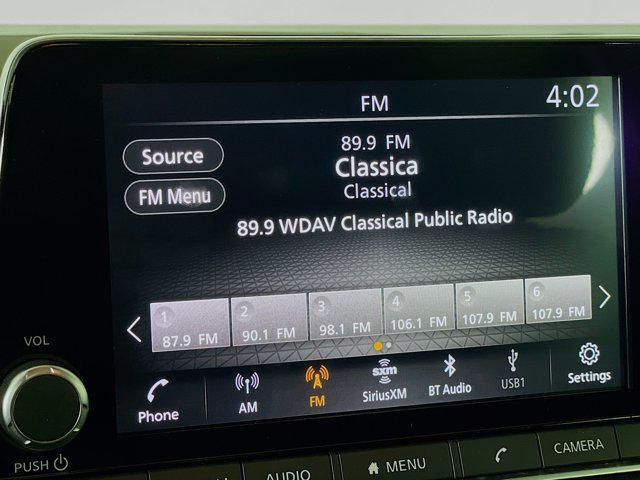 FM
4:02
Source
89.9 FM
Classica
Classical
FM Menu
89.9 WDAV Classical Public Radio
1
87.9 FM
2
90.1 FM
3
98.1 FM
4
106.1 FM
5
107.9 FM
6
107.9 FM
VOL
PUSH
Phone
AM
FM
sxm
SiriusXM
BT Audio
USB1
Settings
AUDIO
MENU
CAMERA